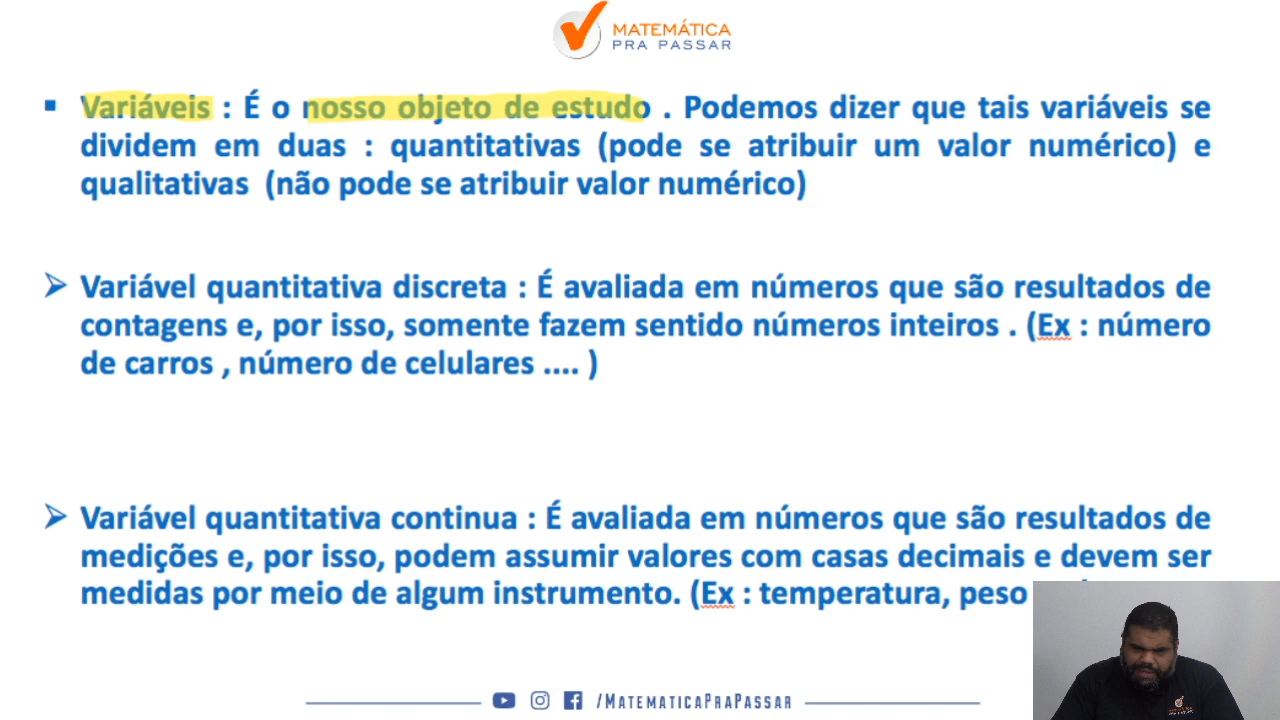 MATEMÁTICA
PRA PASSAR
Variáveis : É o nosso objeto de estudo . Podemos dizer que tais variáveis se
dividem em duas : quantitativas (pode se atribuir um valor numérico) e
qualitativas (não pode se atribuir valor numérico)
Variável quantitativa discreta : É avaliada em números que são resultados de
contagens e, por isso, somente fazem sentido números inteiros . (Ex : número
de carros , número de celulares .... )
Variável quantitativa continua : É avaliada em números que são resultados de
medições e, por isso, podem assumir valores com casas decimais e devem ser
medidas por meio de algum instrumento. (Ex : temperatura, peso
/MATEMATICAPRAPASSAR